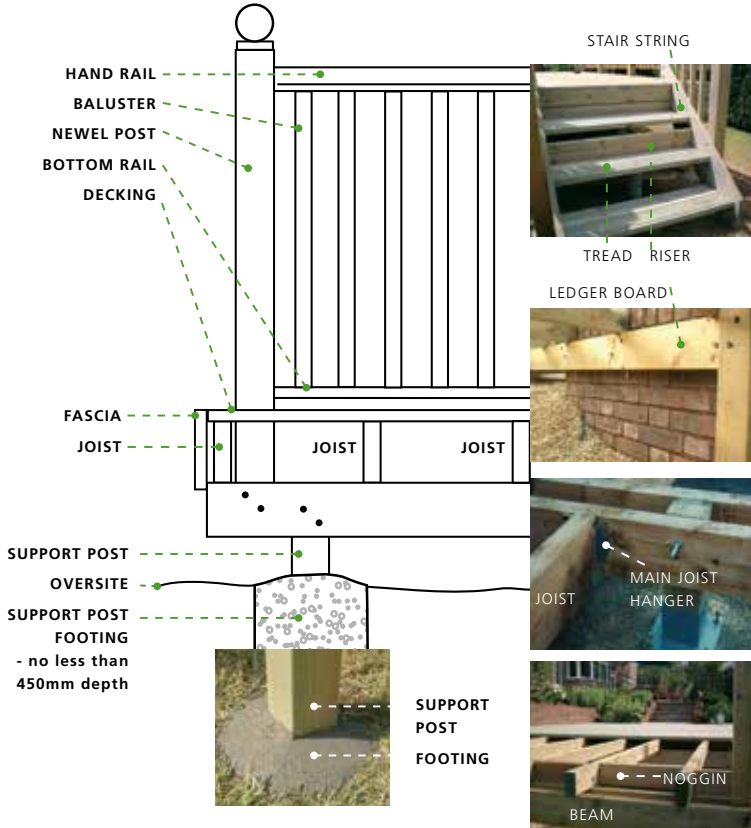 HAND RAIL
BALUSTER
NEWEL POST
BOTTOM RAIL
DECKING
FASCIA
JOIST
JOIST
JOIST
SUPPORT POST
OVERSITE
SUPPORT POST
FOOTING
- no less than
450mm depth
SUPPORT
POST
FOOTING
STAIR STRING
TREAD RISER
LEDGER BOARD
MAIN JOIST
HANGER
JOIST
NOGGIN
BEAM